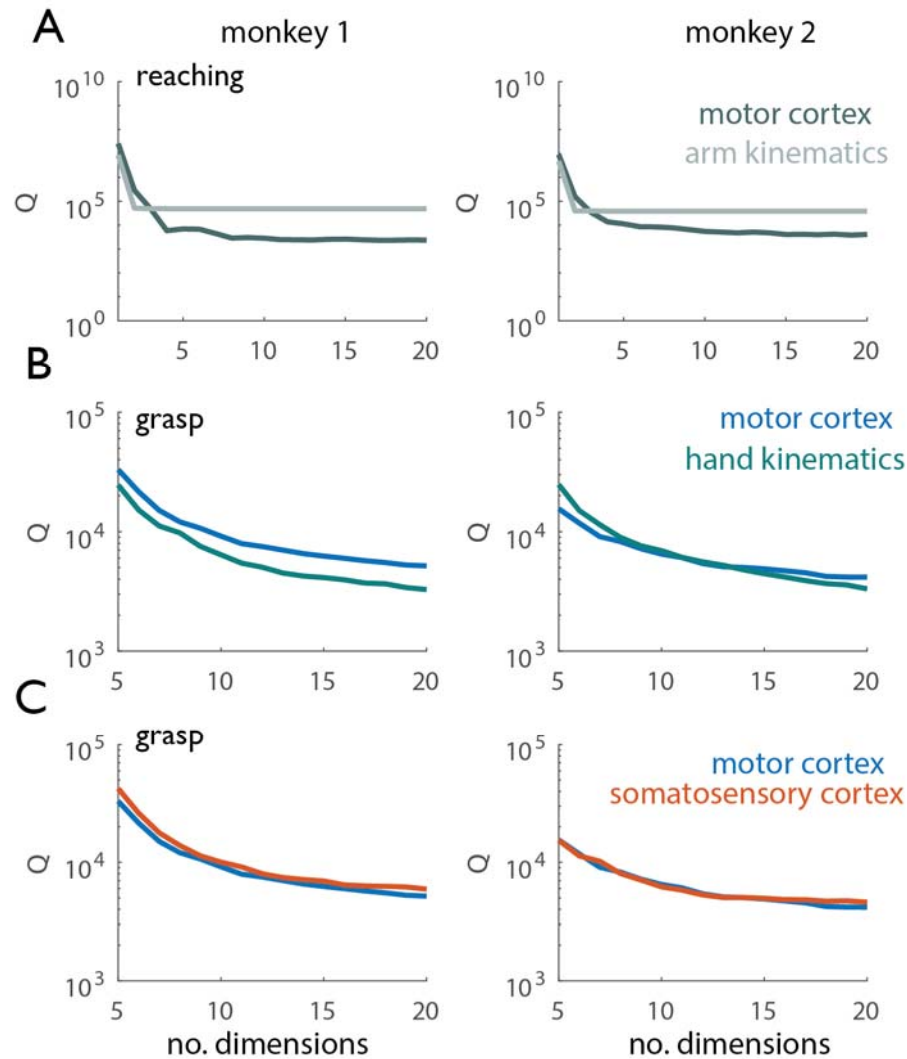 A
monkey 1
monkey 2
reaching
10^10
10^5
10^0
Q
5
10
15
20
10^10
10^5
10^0
Q
5
10
15
20
motor cortex
arm kinematics
B
grasp
10^5
10^4
10^3
Q
5
10
15
20
10^5
10^4
10^3
Q
5
10
15
20
motor cortex
hand kinematics
C
grasp
10^5
10^4
10^3
Q
5
10
15
20
no. dimensions
10^5
10^4
10^3
Q
5
10
15
20
no. dimensions
motor cortex
somatosensory cortex